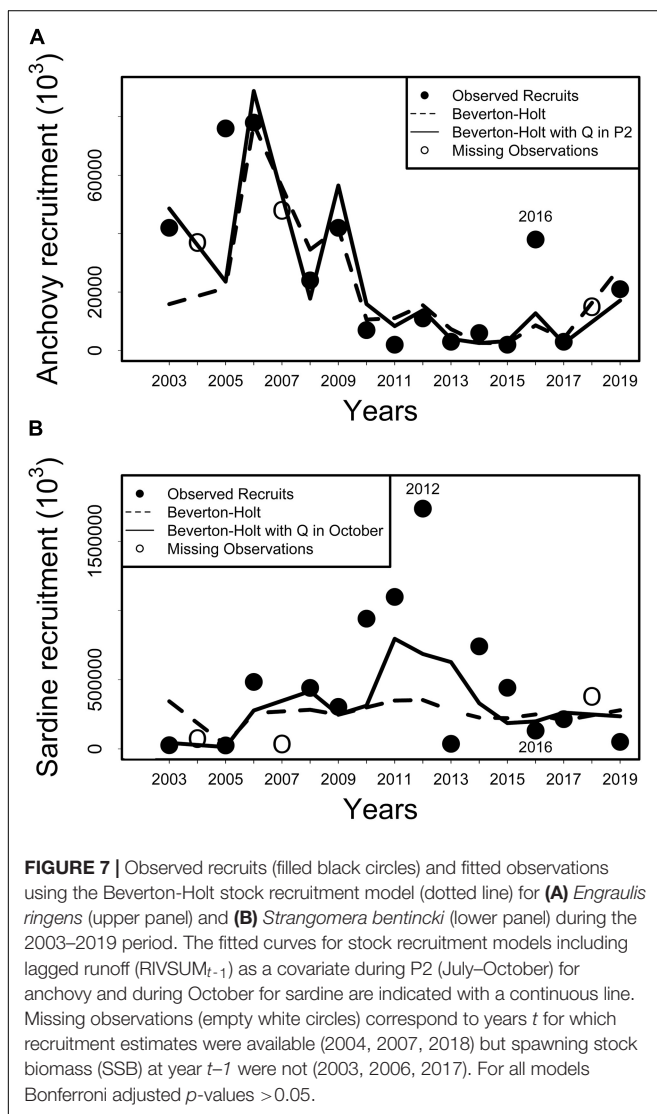 A
Anchovy recruitment (10³)
60000
20000
0
Observed Recruits
Beverton-Holt
Beverton-Holt with Q in P2
Missing Observations
2016
2003 2005 2007 2009 2011 2013 2015 2017 2019
Years
B
Sardine recruitment (10³)
1500000
500000
0
Observed Recruits
Beverton-Holt
Beverton-Holt with Q in October
Missing Observations
2012
2016
2003 2005 2007 2009 2011 2013 2015 2017 2019
Years
FIGURE 7 | Observed recruits (filled black circles) and fitted observations
using the Beverton-Holt stock recruitment model (dotted line) for (A) Engraulis
ringens (upper panel) and (B) Strangomera bentincki (lower panel) during the
2003–2019 period. The fitted curves for stock recruitment models including
lagged runoff (RIVSUMt-1) as a covariate during P2 (July–October) for
anchovy and during October for sardine are indicated with a continuous line.
Missing observations (empty white circles) correspond to years t for which
recruitment estimates were available (2004, 2007, 2018) but spawning stock
biomass (SSB) at year t–1 were not (2003, 2006, 2017). For all models
Bonferroni adjusted p-values >0.05.